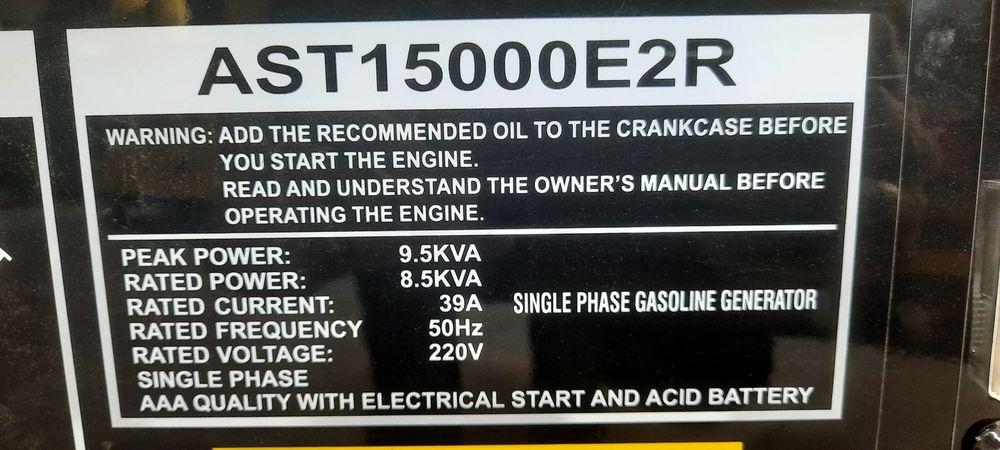 AST15000E2R
WARNING: ADD THE RECOMMENDED OIL TO THE CRANKCASE BEFORE
YOU START THE ENGINE.
READ AND UNDERSTAND THE OWNER'S MANUAL BEFORE
OPERATING THE ENGINE.
PEAK POWER: 9.5KVA
RATED POWER: 8.5KVA
RATED CURRENT: 39A
SINGLE PHASE GASOLINE GENERATOR
RATED FREQUENCY 50Hz
RATED VOLTAGE: 220V
SINGLE PHASE
AAA QUALITY WITH ELECTRICAL START AND ACID BATTERY